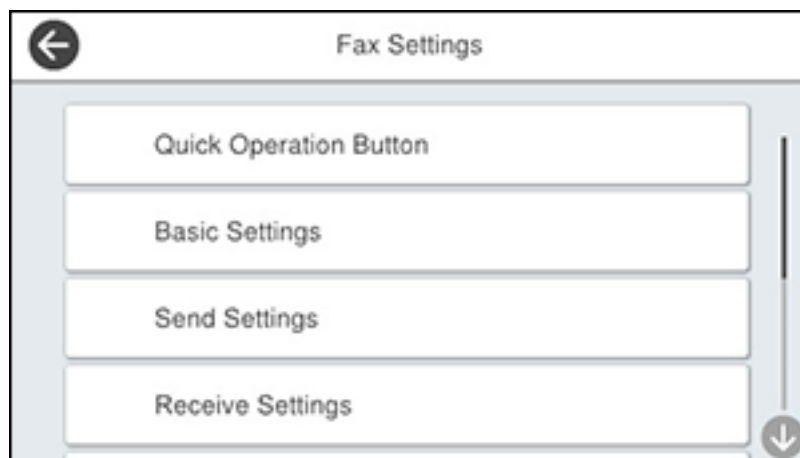 Fax Settings
Quick Operation Button
Basic Settings
Send Settings
Receive Settings